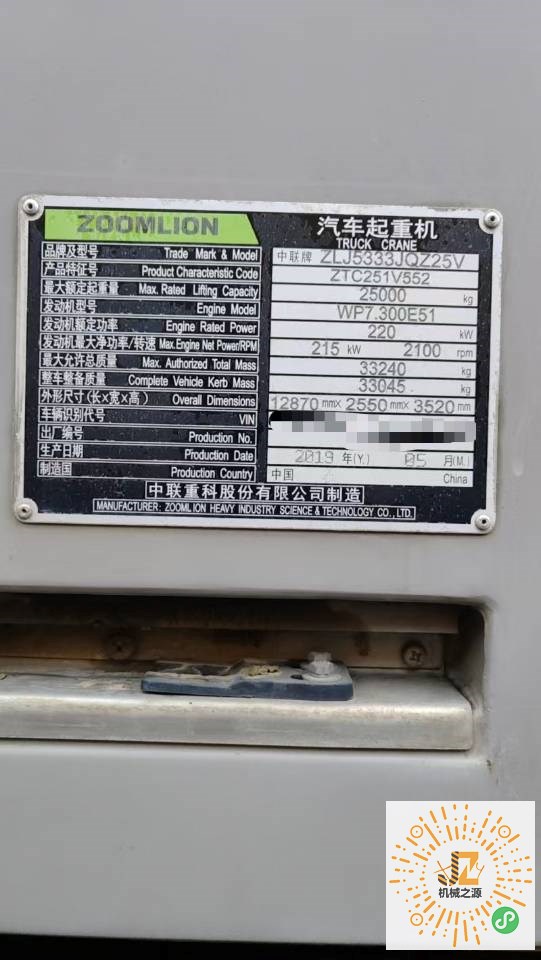 ZOOMLION
汽车起重机
TRUCK CRANE
品牌及型号 Trade Mark & Model 中联牌 ZLJ5333JQZ25V
产品特征号 Product Characteristic Code ZTC251V552
最大额定起重量 Max. Rated Lifting Capacity 25000 kg
发动机型号 Engine Model WP7.300E51
发动机额定功率 Engine Rated Power 220 kW
发动机最大净功率/转速 Max.Engine Net Power/RPM 215 kW 2100 rpm
最大允许总质量 Max. Authorized Total Mass 33240 kg
整车整备质量 Complete Vehicle Kerb Mass 33045 kg
外形尺寸(长×宽×高) Overall Dimensions 12870 mm× 2550 mm× 3520 mm
车辆识别代号 VIN
出厂编号 Production No.
生产日期 Production Date 2019 年(Y.) 05 月(M.)
制造国 Production Country 中国 China
中联重科股份有限公司制造
MANUFACTURER: ZOOMLION HEAVY INDUSTRY SCIENCE & TECHNOLOGY CO., LTD.
机械之源